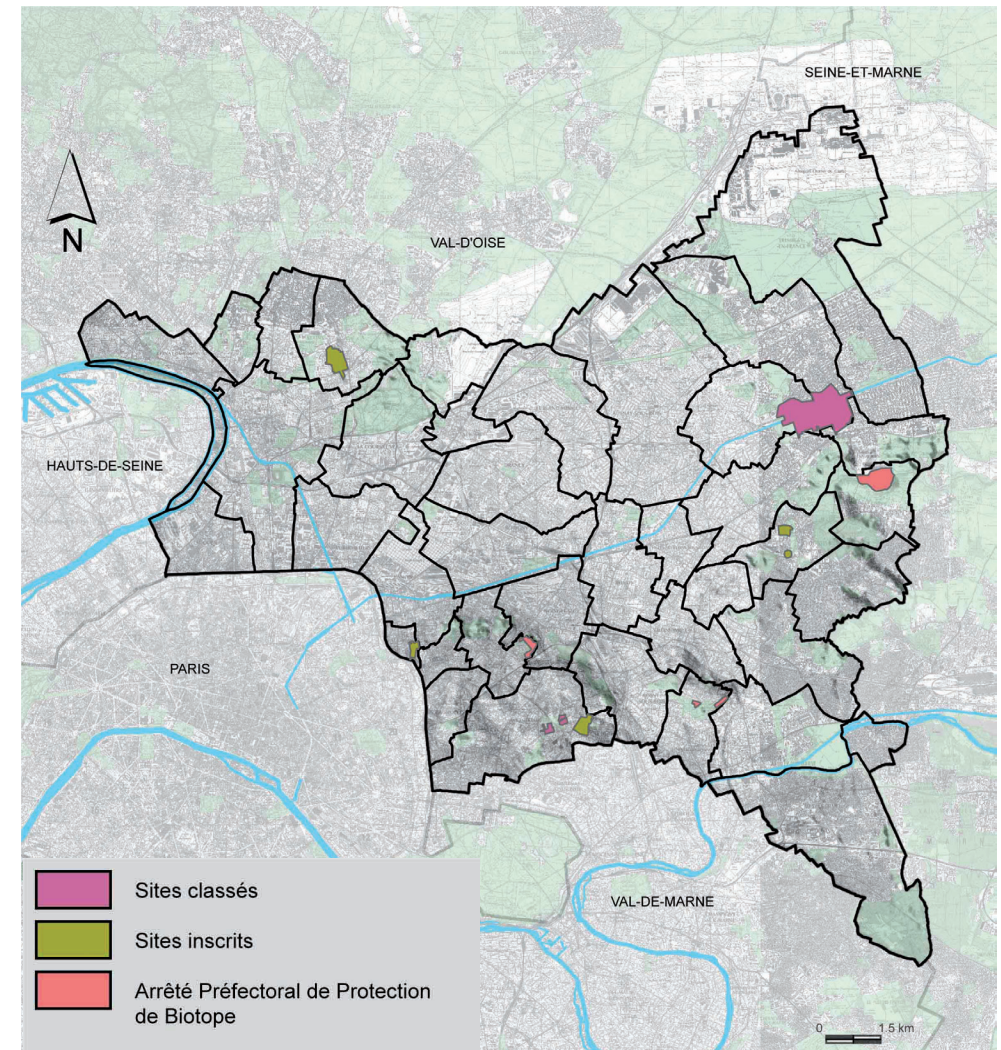 SEINE-ET-MARNE
VAL-D'OISE
N
HAUTS-DE-SEINE
PARIS
VAL-DE-MARNE
Sites classés
Sites inscrits
Arrêté Préfectoral de Protection
de Biotope
0 1.5 km